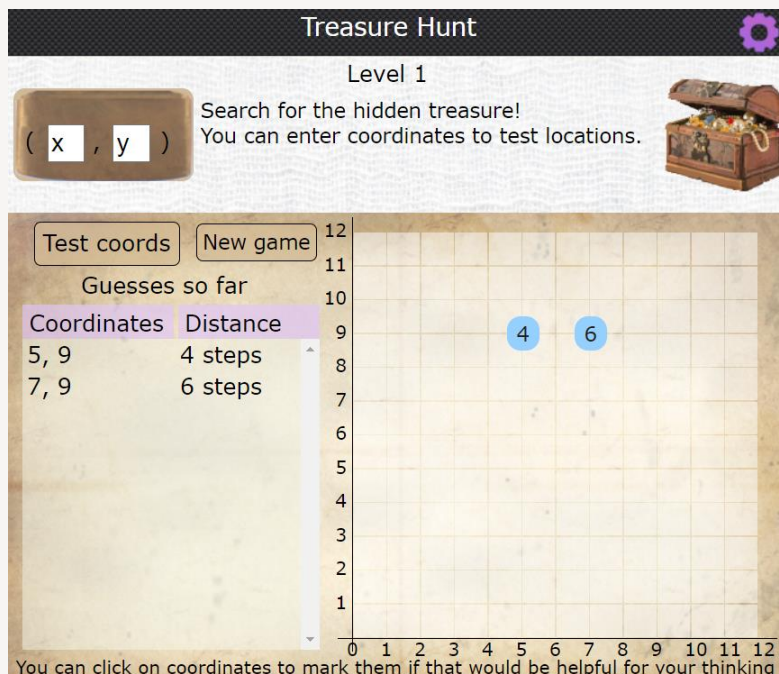 Treasure Hunt
Level 1
( x , y )
Search for the hidden treasure!
You can enter coordinates to test locations.
Test coords
New game
Guesses so far
Coordinates Distance
5, 9 4 steps
7, 9 6 steps
12
11
10
9
8
7
6
5
4
3
2
1
4 6
0 1 2 3 4 5 6 7 8 9 10 11 12
You can click on coordinates to mark them if that would be helpful for your thinking